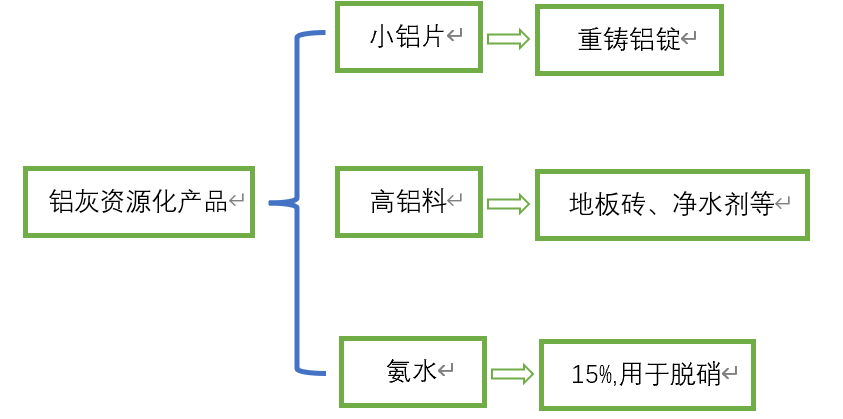 小铝片
重铸铝锭
铝灰资源化产品
高铝料
地板砖、净水剂等
氨水
15%,用于脱硝